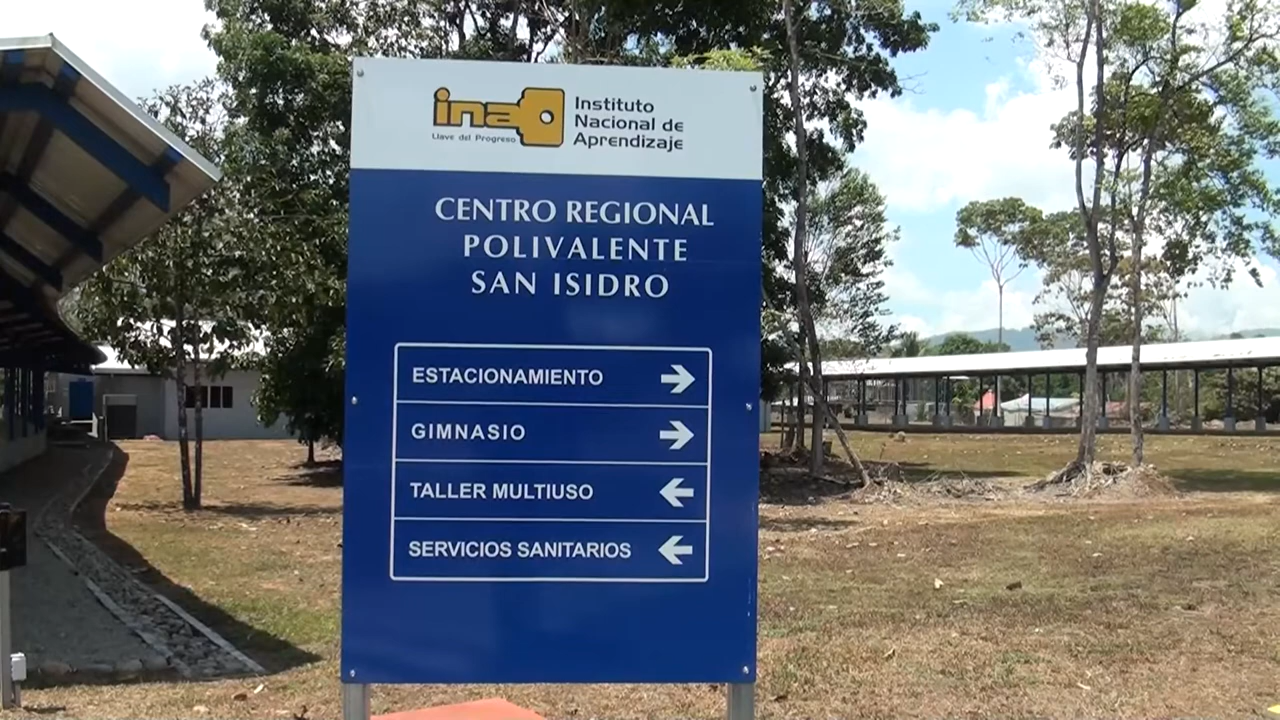 ina
Llave del Progreso
Instituto
Nacional de
Aprendizaje
CENTRO REGIONAL
POLIVALENTE
SAN ISIDRO
ESTACIONAMIENTO →
GIMNASIO →
TALLER MULTIUSO ←
SERVICIOS SANITARIOS ←